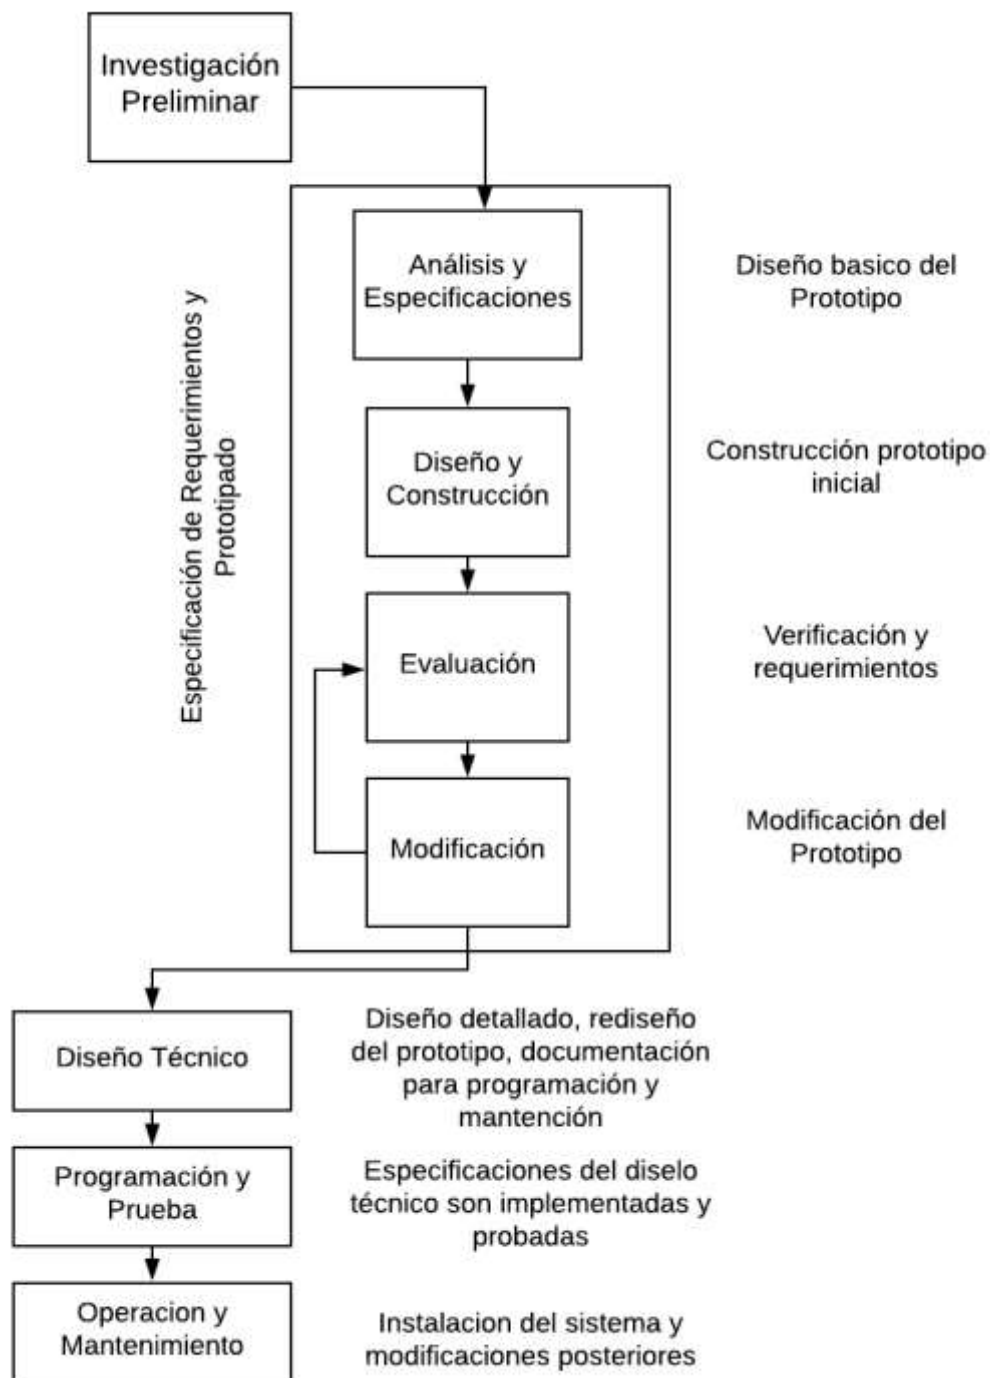 Investigación
Preliminar
Análisis y
Especificaciones
Diseño basico del
Prototipo
Especificación de Requerimientos y
Prototipado
Diseño y
Construcción
Construcción prototipo
inicial
Evaluación
Verificación y
requerimientos
Modificación
Modificación del
Prototipo
Diseño Técnico
Diseño detallado, rediseño
del prototipo, documentación
para programación y
mantención
Programación y
Prueba
Especificaciones del diselo
técnico son implementadas y
probadas
Operacion y
Mantenimiento
Instalacion del sistema y
modificaciones posteriores